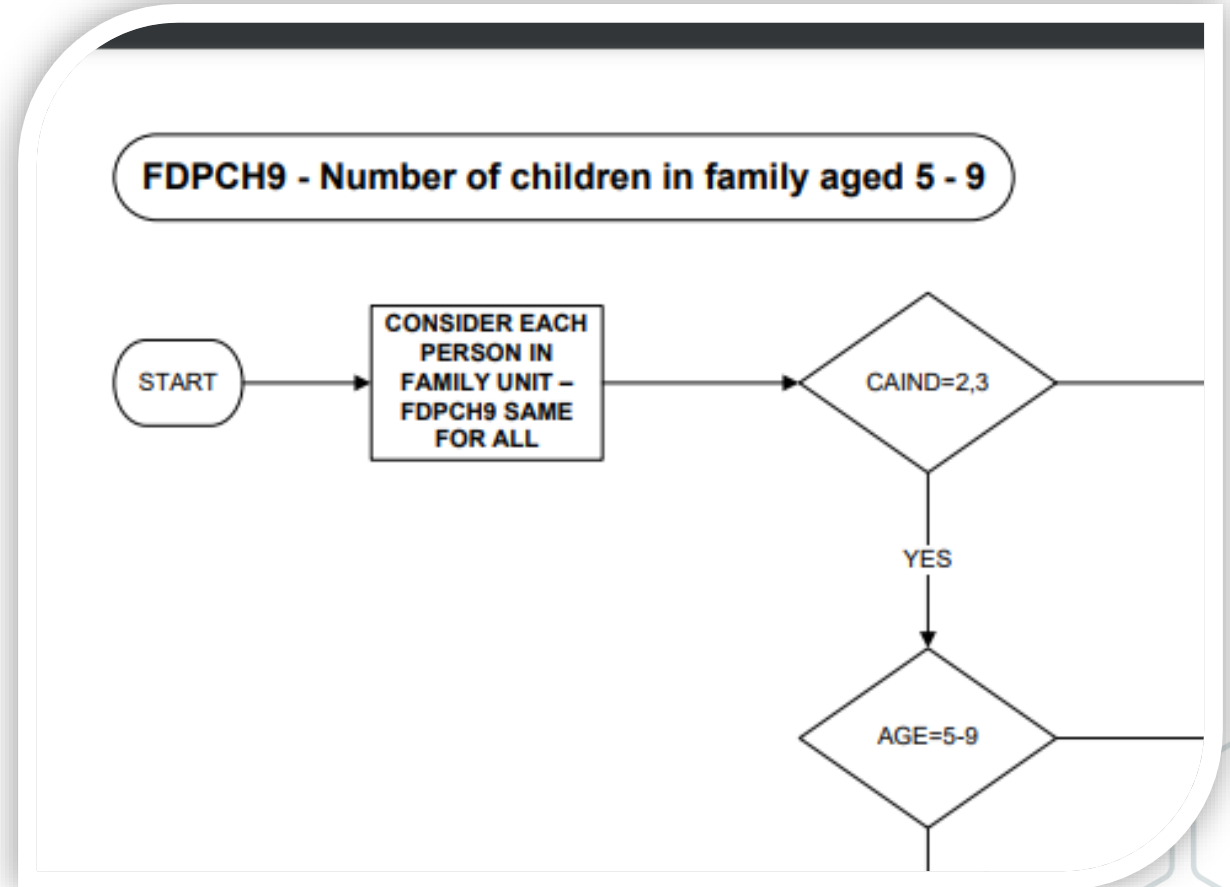 FDPCH9 - Number of children in family aged 5 - 9
START
CONSIDER EACH
PERSON IN
FAMILY UNIT –
FDPCH9 SAME
FOR ALL
CAIND=2,3
YES
AGE=5-9